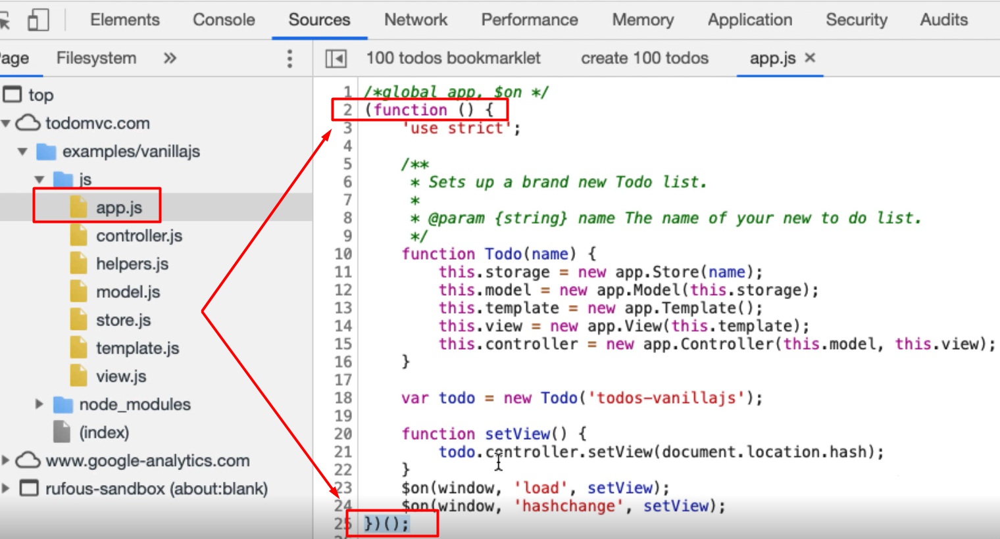 Elements Console Sources Network Performance Memory Application Security Audits
age Filesystem »
100 todos bookmarklet create 100 todos app.js ×
top
todomvc.com
examples/vanillajs
js
app.js
controller.js
helpers.js
model.js
store.js
template.js
view.js
node_modules
(index)
www.google-analytics.com
rufous-sandbox (about:blank)
1 /*global app, $on */
2 (function () {
3 'use strict';
4
5 /**
6 * Sets up a brand new Todo list.
7 *
8 * @param {string} name The name of your new to do list.
9 */
10 function Todo(name) {
11 this.storage = new app.Store(name);
12 this.model = new app.Model(this.storage);
13 this.template = new app.Template();
14 this.view = new app.View(this.template);
15 this.controller = new app.Controller(this.model, this.view);
16 }
17
18 var todo = new Todo('todos-vanillajs');
19
20 function setView() {
21 todo.controller.setView(document.location.hash);
22 }
23 $on(window, 'load', setView);
24 $on(window, 'hashchange', setView);
25 })();